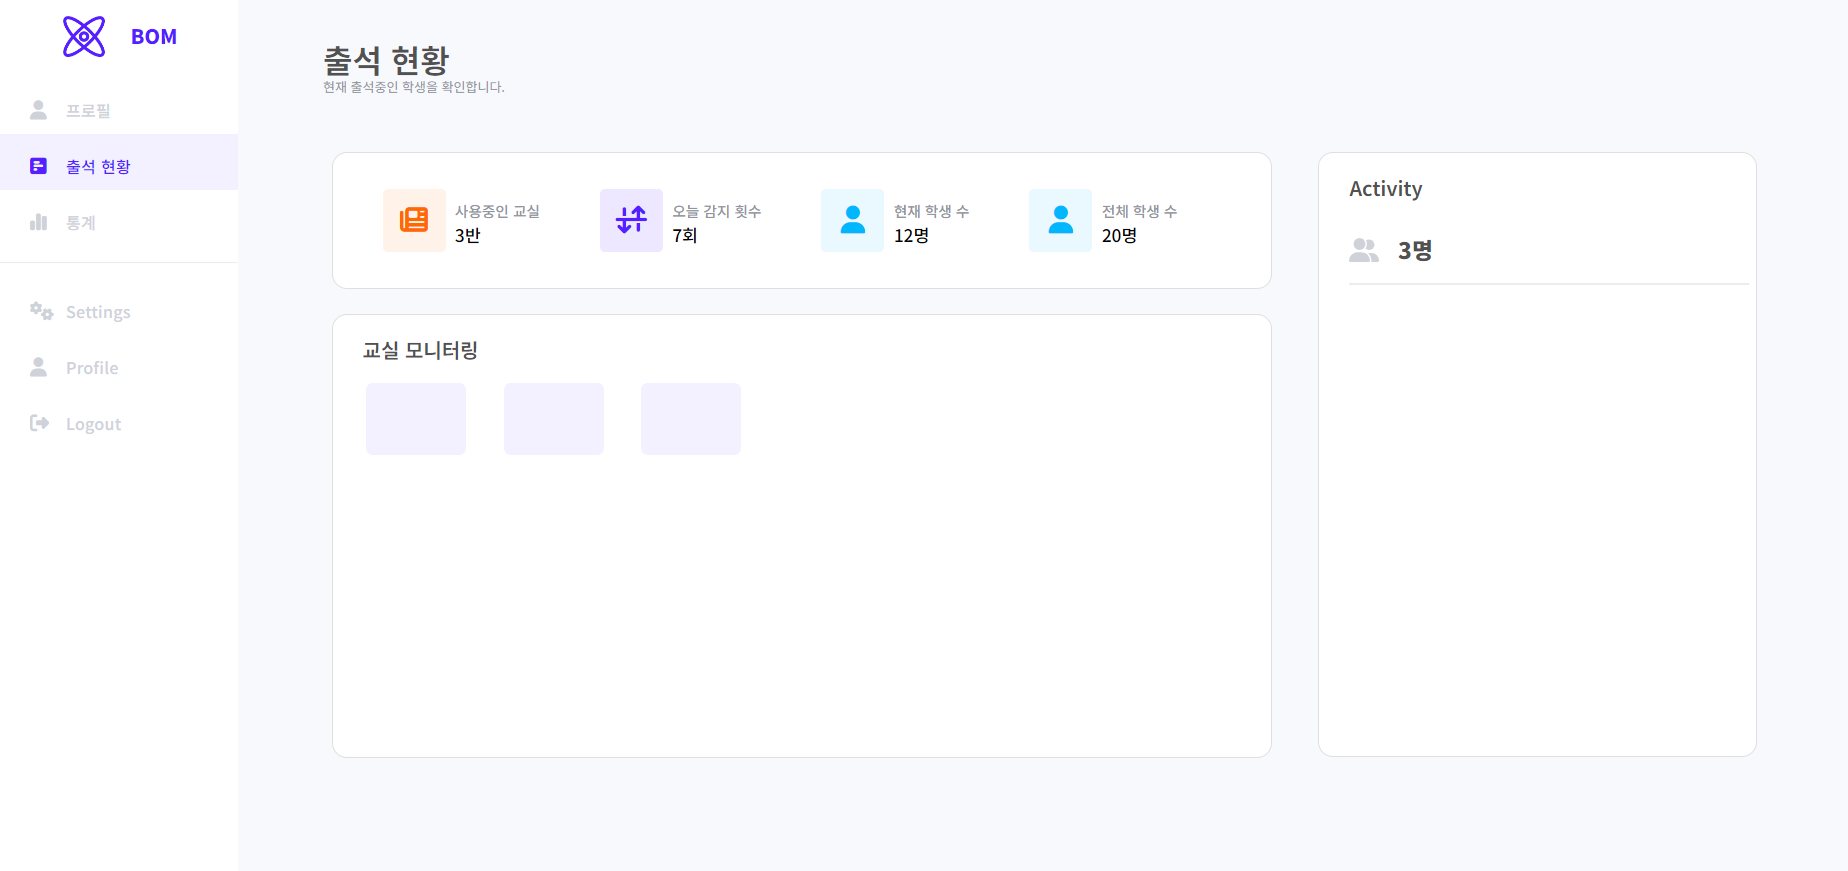 BOM
프로필
출석 현황
통계
Settings
Profile
Logout
출석 현황
현재 출석중인 학생을 확인합니다.
사용중인 교실
3반
오늘 감지 횟수
7회
현재 학생 수
12명
전체 학생 수
20명
교실 모니터링
Activity
3명